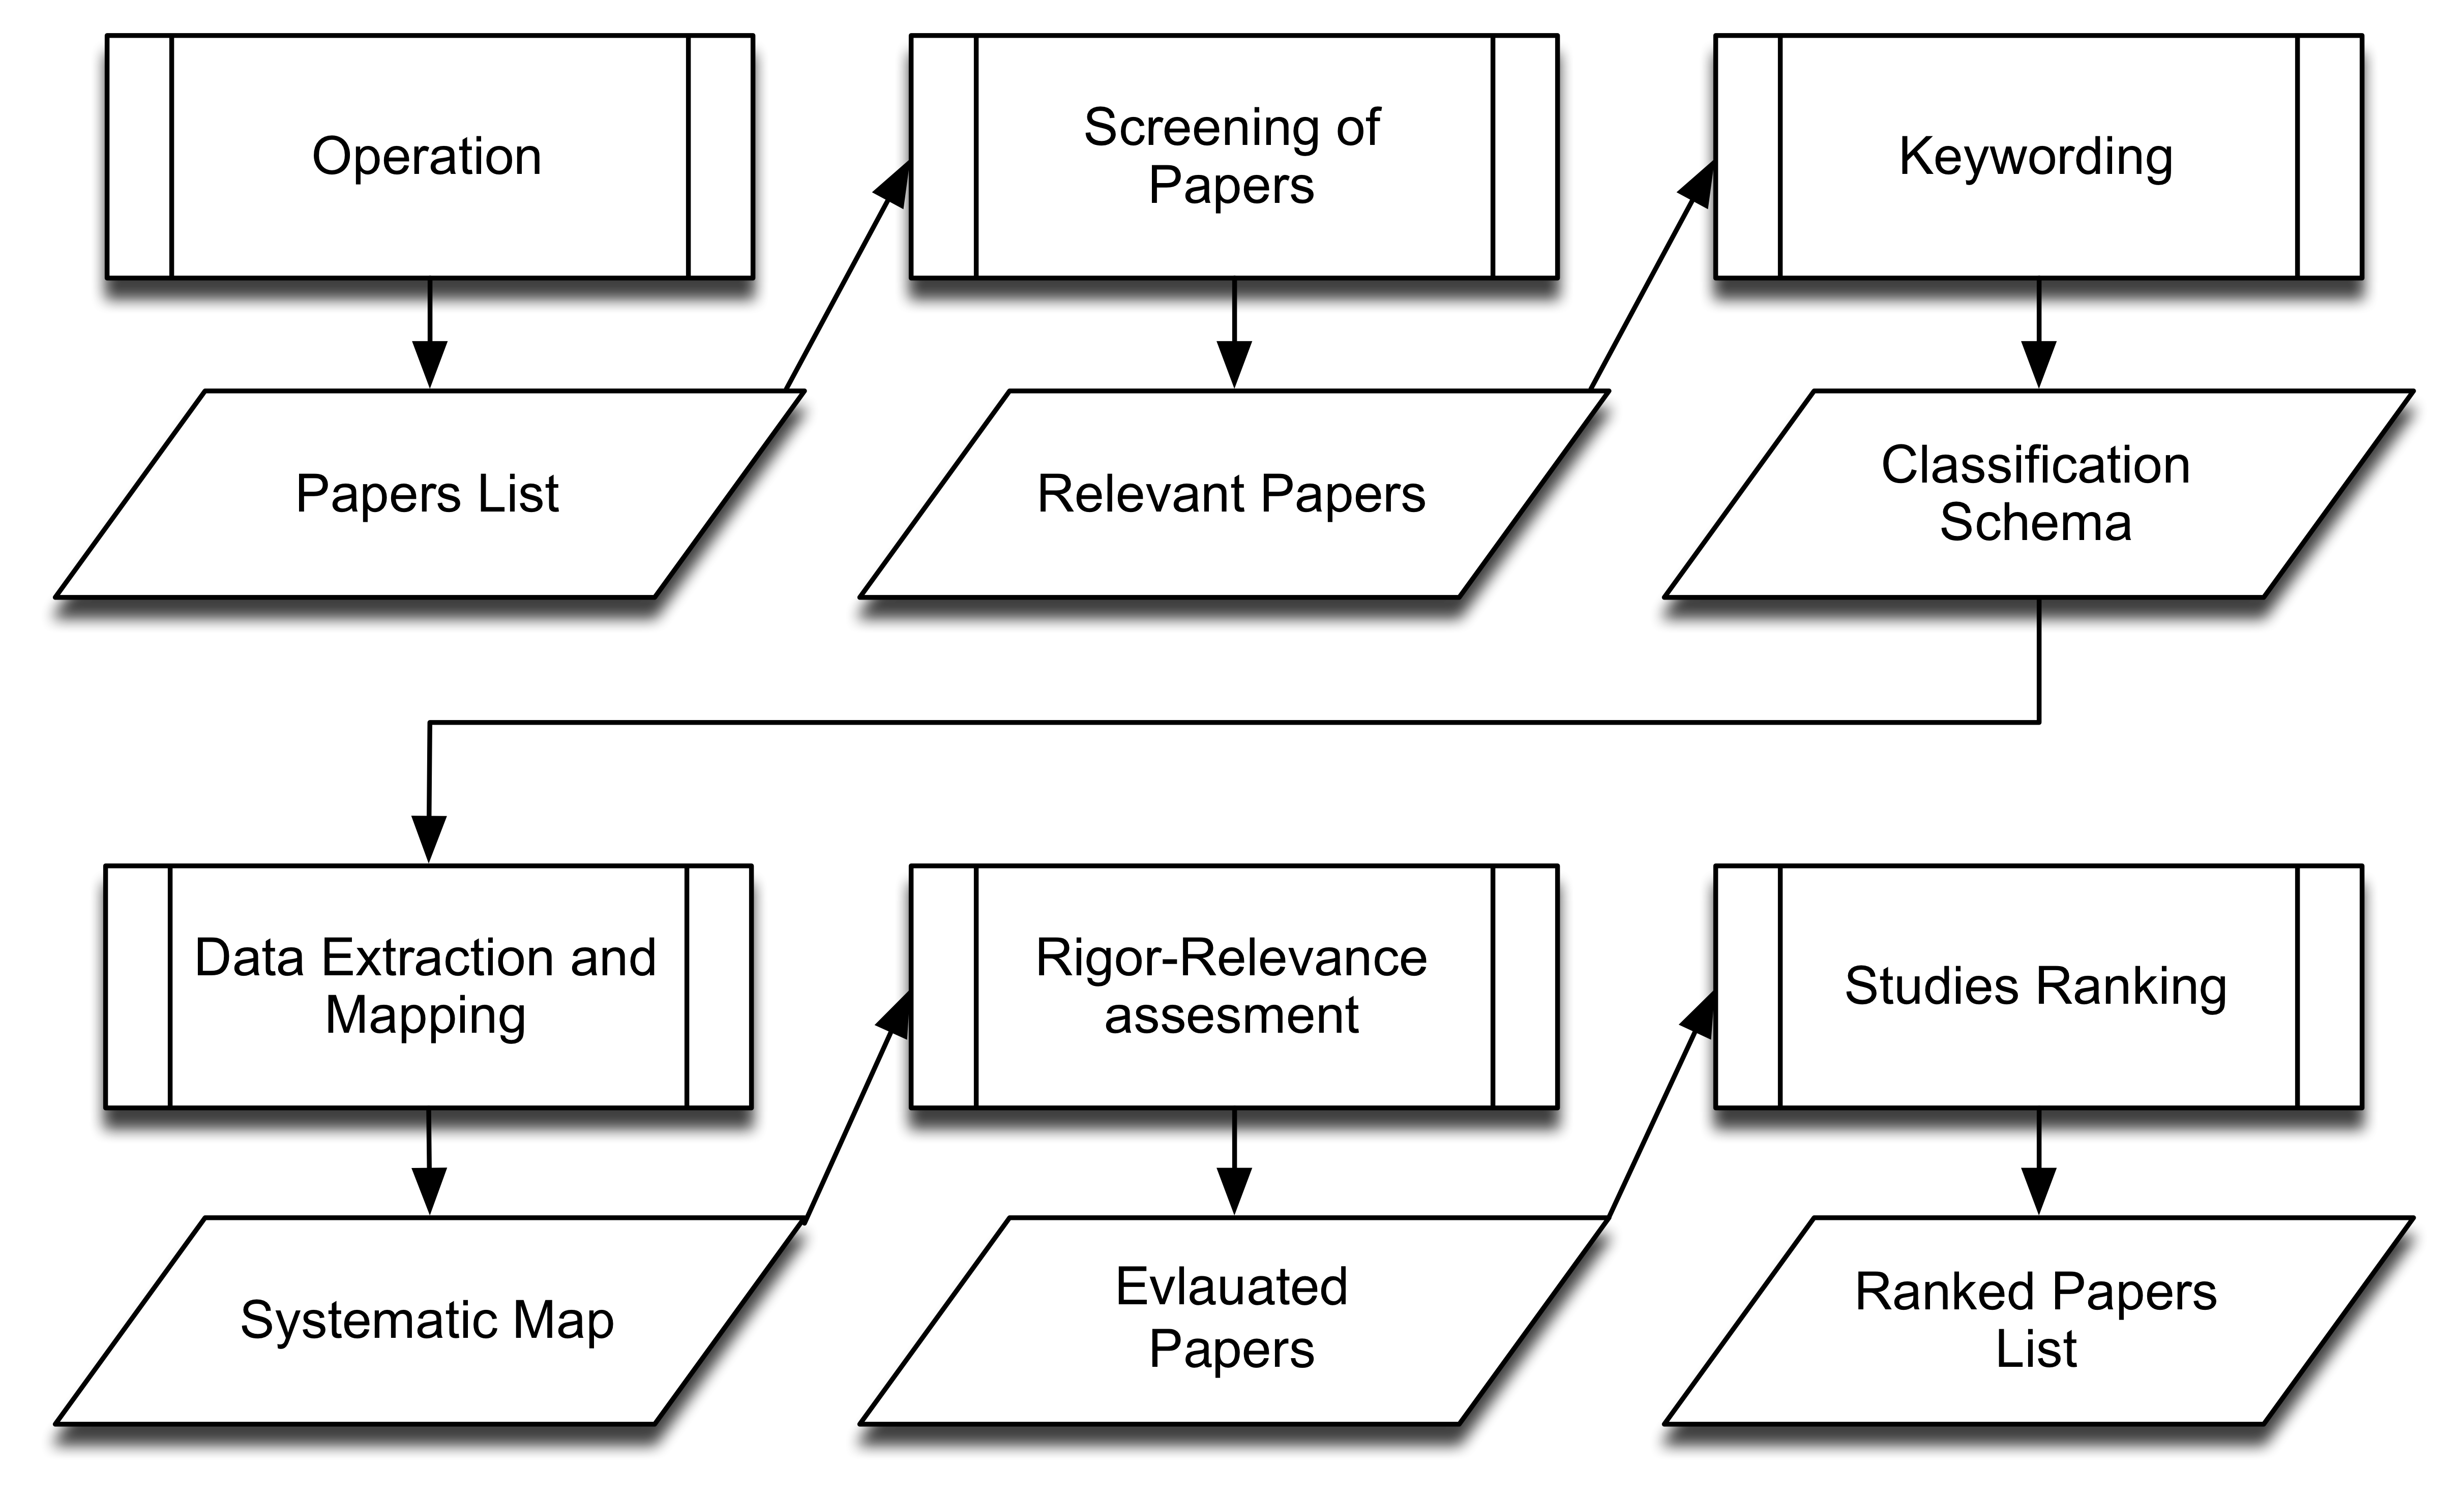 Operation
Screening of
Papers
Keywording
Papers List
Relevant Papers
Classification
Schema
Data Extraction and
Mapping
Rigor-Relevance
assesment
Studies Ranking
Systematic Map
Evlauated
Papers
Ranked Papers
List